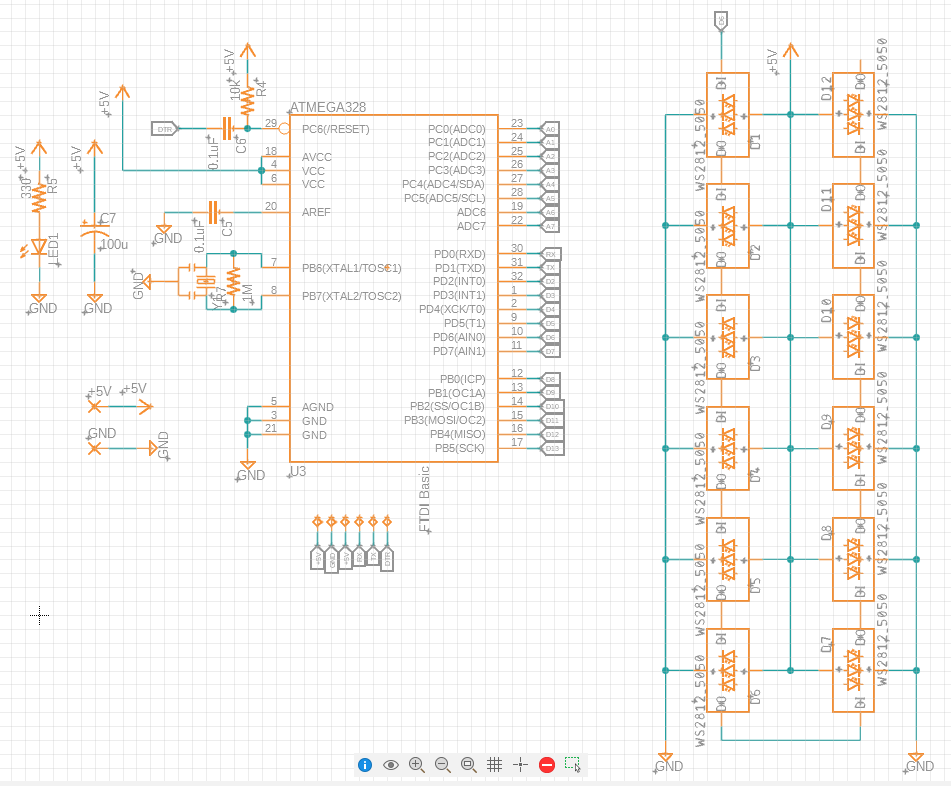 ATMEGA328
+5V
10k
R4
DTR
0.1uF
C6
29
PC6(/RESET)
+5V
18
AVCC
4
VCC
6
VCC
20
AREF
GND
0.1uF
C5
7
PB6(XTAL1/TOSC1)
8
PB7(XTAL2/TOSC2)
GND
1M
5
AGND
3
GND
21
GND
GND
U3
PC0(ADC0)
23
A0
PC1(ADC1)
24
A1
PC2(ADC2)
25
A2
PC3(ADC3)
26
A3
PC4(ADC4/SDA)
27
A4
PC5(ADC5/SCL)
28
A5
ADC6
19
A6
ADC7
22
A7
PD0(RXD)
30
RX
PD1(TXD)
31
TX
PD2(INT0)
32
D2
PD3(INT1)
1
D3
PD4(XCK/T0)
2
D4
PD5(T1)
9
D5
PD6(AIN0)
10
D6
PD7(AIN1)
11
D7
PB0(ICP)
12
D8
PB1(OC1A)
13
D9
PB2(SS/OC1B)
14
D10
PB3(MOSI/OC2)
15
D11
PB4(MISO)
16
D12
PB5(SCK)
17
D13
+5V
330
R5
LED1
GND
+5V
C7
100u
GND
+5V
+5V
GND
GND
FTDI Basic
+5V
GND
+5V
RX
TX
DTR
D6
+5V
DI
DO
D1
WS2812_5050
DI
DO
D2
WS2812_5050
DI
DO
D3
WS2812_5050
DI
DO
D4
WS2812_5050
DI
DO
D5
WS2812_5050
DI
DO
D6
WS2812_5050
D12
DO
DI
WS2812_5050
D11
DO
DI
WS2812_5050
D10
DO
DI
WS2812_5050
D9
DO
DI
WS2812_5050
D8
DO
DI
WS2812_5050
D7
DO
DI
WS2812_5050
GND
GND